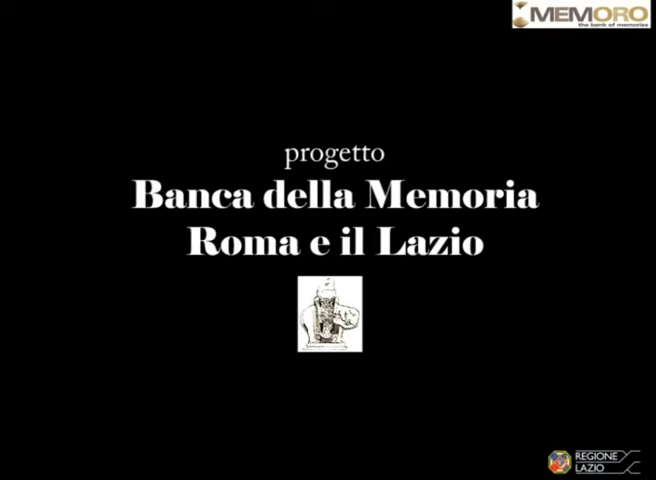 MEMORO
the bank of memories
progetto
Banca della Memoria
Roma e il Lazio
REGIONE
LAZIO